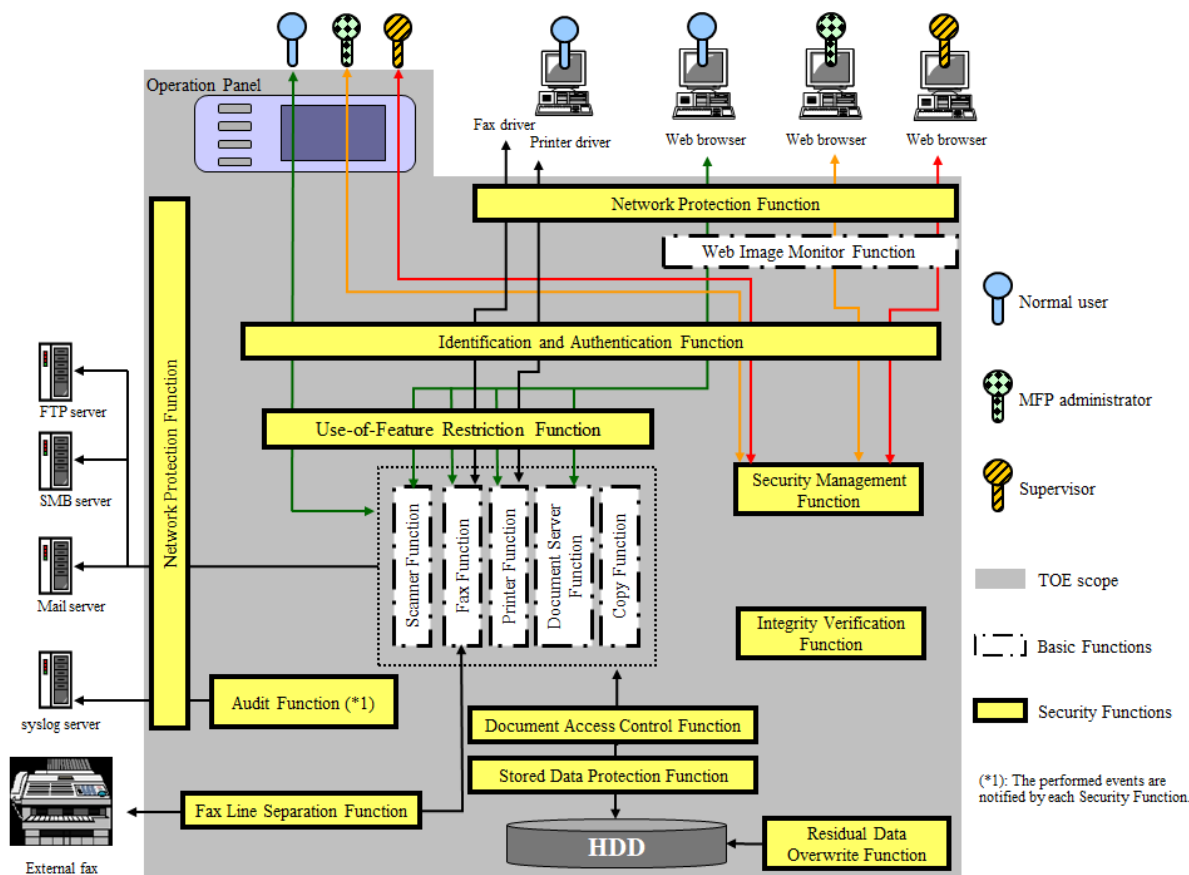 Operation Panel
Fax driver
Printer driver
Web browser
Web browser
Web browser
Network Protection Function
Web Image Monitor Function
Normal user
Identification and Authentication Function
MFP administrator
FTP server
Use-of-Feature Restriction Function
Network Protection Function
Security Management
Function
Supervisor
SMB server
Scanner Function
Fax Function
Printer Function
Document Server
Function
Copy Function
TOE scope
Mail server
Integrity Verification
Function
Basic Functions
syslog server
Audit Function (*1)
Document Access Control Function
Security Functions
Stored Data Protection Function
(*1): The performed events are
notified by each Security Function.
Fax Line Separation Function
HDD
Residual Data
Overwrite Function
External fax